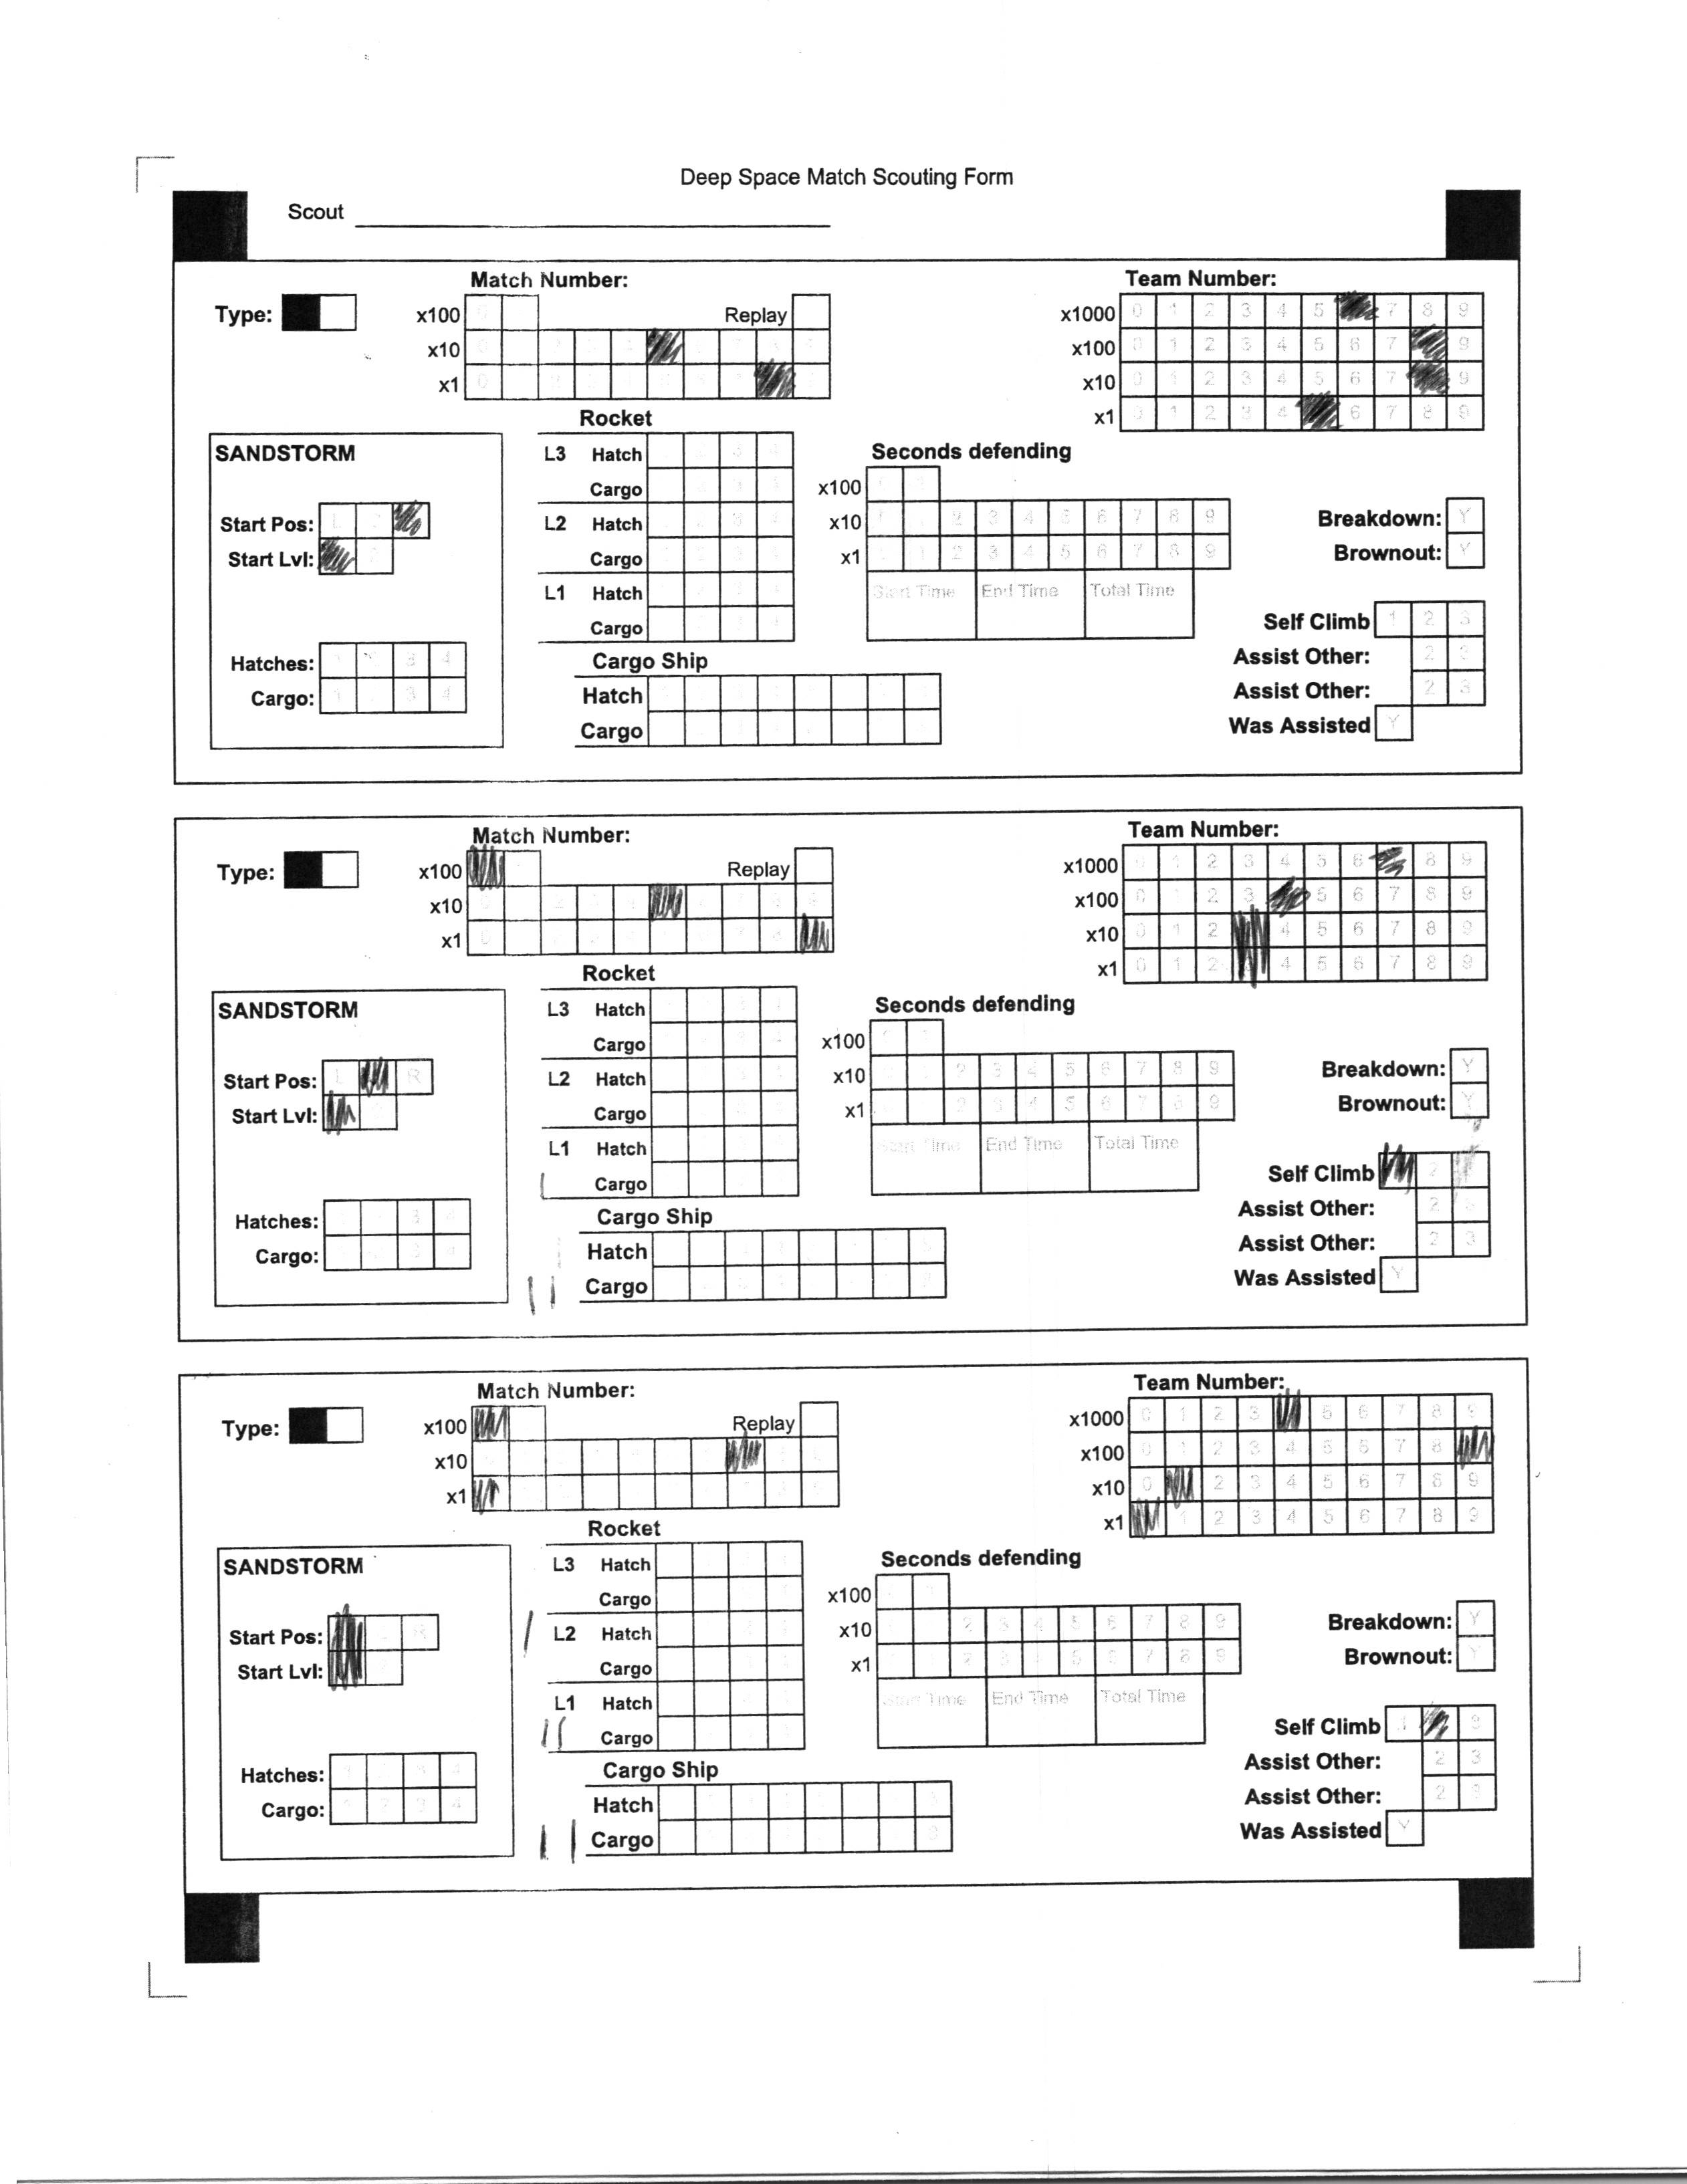 Deep Space Match Scouting Form
Scout
Match Number:
Team Number:
Type:
x100
Replay
x1000 0 1 2 3 4 5 7 8 9
x10
x100 0 1 2 3 4 5 6 7 9
x1 0
x10 0 1 2 3 4 5 6 7 9
x1 0 1 2 3 4 6 7 8 9
Rocket
SANDSTORM
L3 Hatch
Cargo
L2 Hatch
Cargo
L1 Hatch
Cargo
Seconds defending
x100
x10 2 3 4 5 6 7 8 9
x1 2 3 4 5 6 7 8 9
Start Time End Time Total Time
Start Pos: L
Start Lvl:
Breakdown: Y
Brownout: Y
Hatches: 3 4
Cargo: 1 3 4
Cargo Ship
Hatch
Cargo
Self Climb 1 2 3
Assist Other: 2 3
Assist Other: 2 3
Was Assisted Y
Match Number:
Team Number:
Type:
x100
Replay
x1000 0 1 2 3 4 5 6 8 9
x10
x100 0 1 2 3 5 6 7 8 9
x1
x10 0 1 2 4 5 6 7 8 9
x1 0 1 2 4 5 6 7 8 9
Rocket
SANDSTORM
L3 Hatch
Cargo
L2 Hatch
Cargo
L1 Hatch
Cargo
Seconds defending
x100
x10 2 3 4 5 6 7 8 9
x1 2 3 4 5 6 7 8 9
Start Time End Time Total Time
Start Pos: L R
Start Lvl:
Breakdown: Y
Brownout: Y
Hatches: 3 4
Cargo: 3 4
Cargo Ship
Hatch
Cargo
Self Climb 2
Assist Other: 2 3
Assist Other: 2 3
Was Assisted Y
Match Number:
Team Number:
Type:
x100
Replay
x1000 0 1 2 3 5 6 7 8 9
x10
x100 0 1 2 3 4 5 6 7 8
x1
x10 0 2 3 4 5 6 7 8 9
x1 1 2 3 4 5 6 7 8 9
Rocket
SANDSTORM
L3 Hatch
Cargo
L2 Hatch
Cargo
L1 Hatch
Cargo
Seconds defending
x100
x10 2 3 4 5 6 7 8 9
x1 2 3 4 5 6 7 8 9
Start Time End Time Total Time
Start Pos: R
Start Lvl:
Breakdown: Y
Brownout: Y
Hatches: 3 4
Cargo: 2 3 4
Cargo Ship
Hatch
Cargo
Self Climb 1 3
Assist Other: 2 3
Assist Other: 2 3
Was Assisted Y